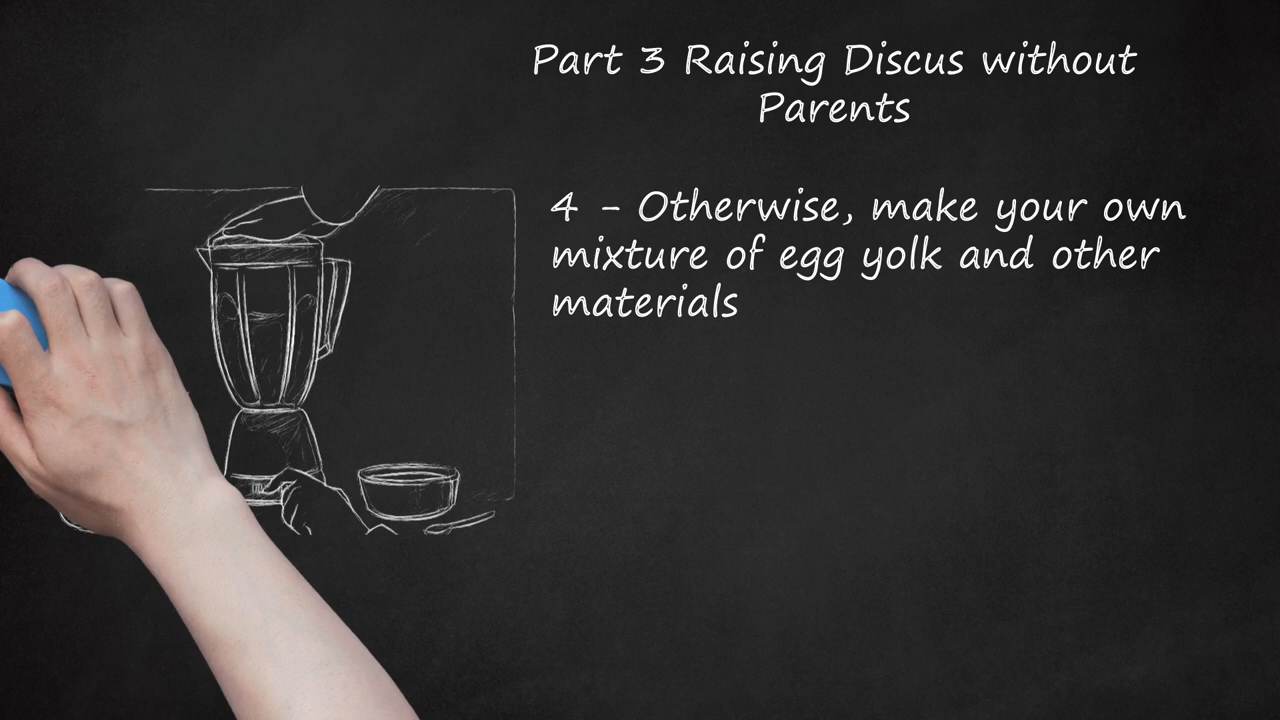 Part 3 Raising Discus without
Parents
4 - Otherwise, make your own
mixture of egg yolk and other
materials